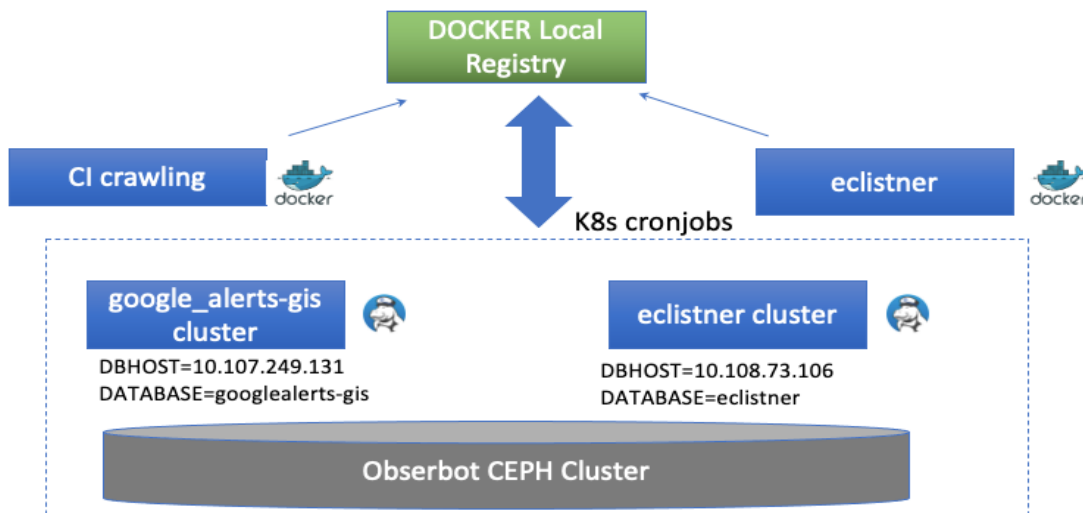 DOCKER Local
Registry
CI crawling
docker
eclistner
docker
K8s cronjobs
google_alerts-gis
cluster
eclistner cluster
DBHOST=10.107.249.131
DATABASE=googlealerts-gis
DBHOST=10.108.73.106
DATABASE=eclistner
Obserbot CEPH Cluster